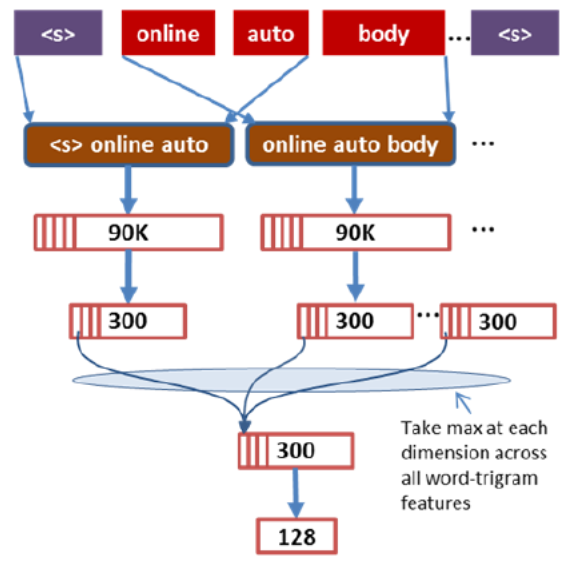 <s> online auto body ... <s>
<s> online auto online auto body ...
90K 90K ...
300 300 ... 300
Take max at each
dimension across
all word-trigram
features
300
128